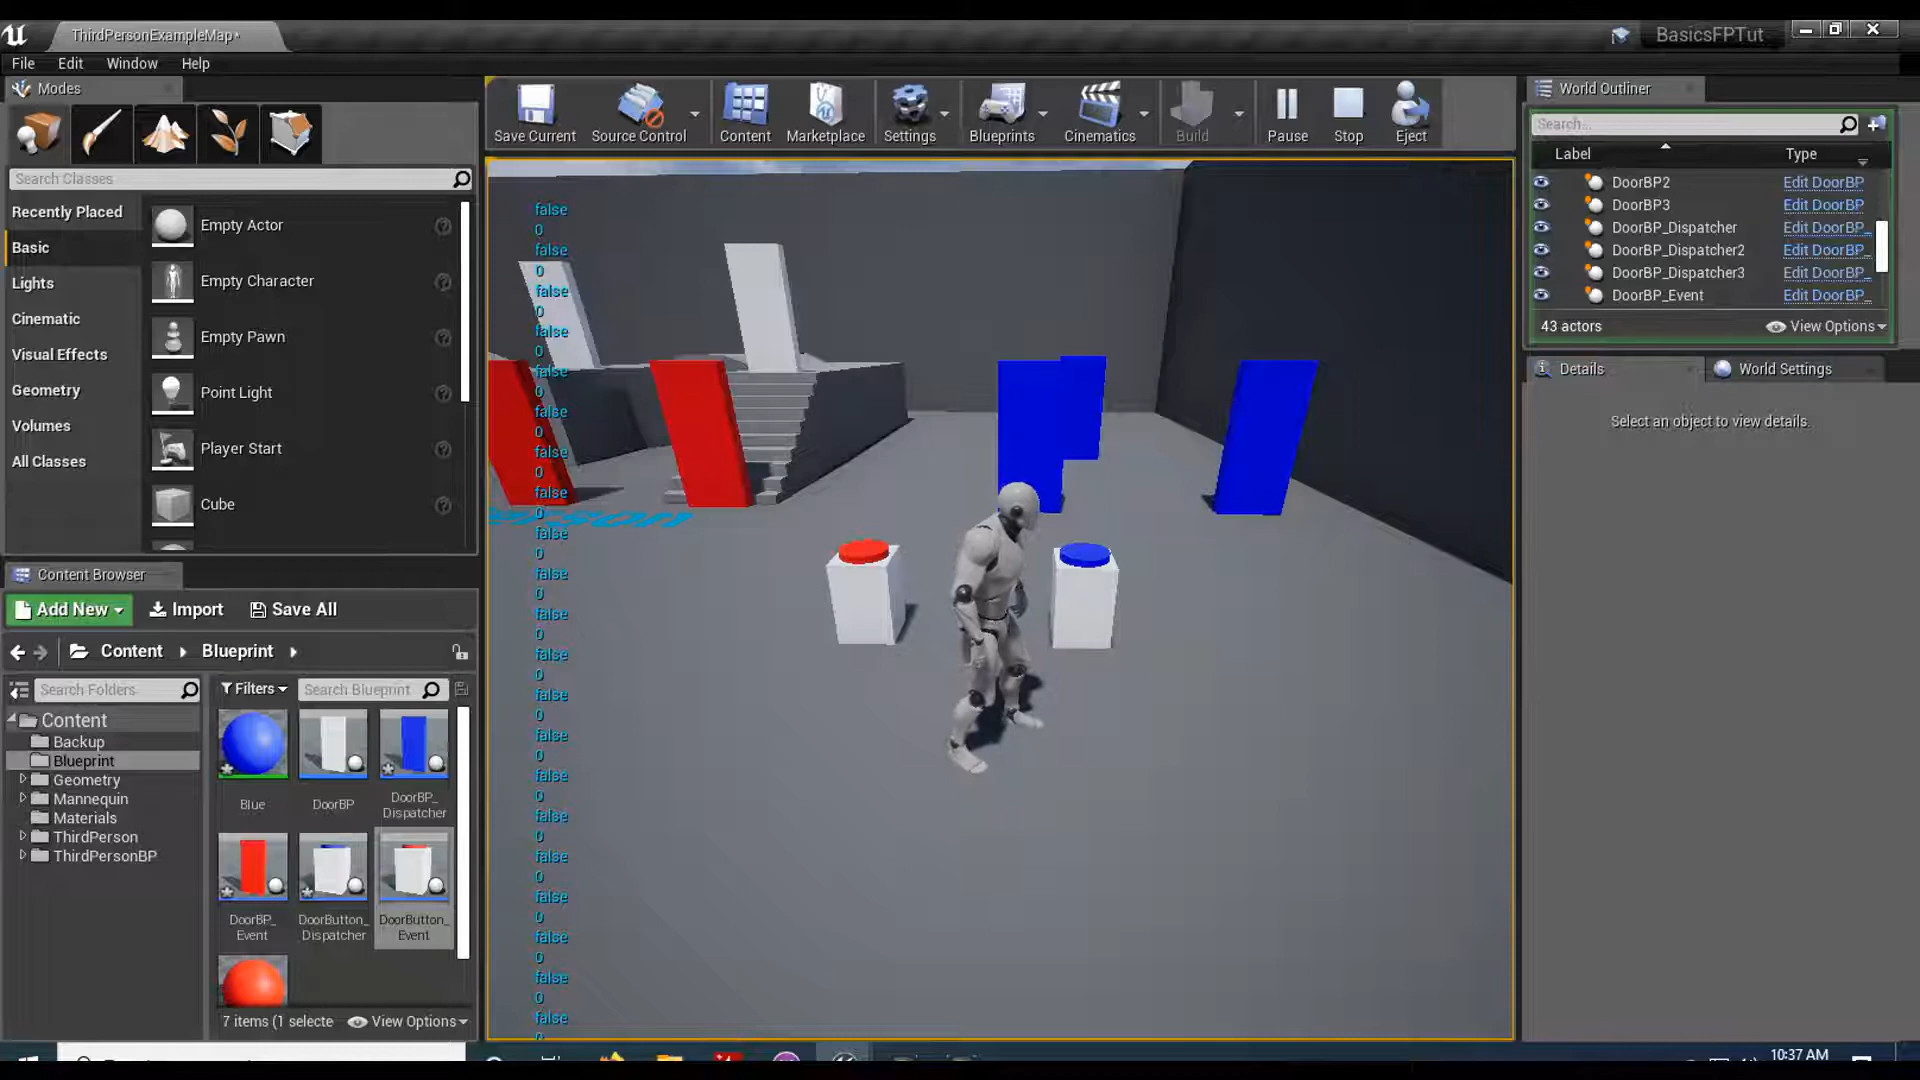 ThirdPersonExampleMap*
BasicsFPTut
File Edit Window Help
Modes
Search Classes
Recently Placed
Basic
Lights
Cinematic
Visual Effects
Geometry
Volumes
All Classes
Empty Actor
Empty Character
Empty Pawn
Point Light
Player Start
Cube
Save Current
Source Control
Content
Marketplace
Settings
Blueprints
Cinematics
Build
Pause
Stop
Eject
false
0
false
0
false
0
false
0
false
0
false
0
false
0
false
0
false
0
false
0
false
0
false
0
false
0
false
0
false
0
false
0
false
0
false
0
false
0
false
0
false
World Outliner
Search...
Label Type
DoorBP2 Edit DoorBP
DoorBP3 Edit DoorBP
DoorBP_Dispatcher Edit DoorBP_
DoorBP_Dispatcher2 Edit DoorBP_
DoorBP_Dispatcher3 Edit DoorBP_
DoorBP_Event Edit DoorBP_
43 actors View Options
Details World Settings
Select an object to view details.
Content Browser
Add New Import Save All
Content Blueprint
Search Folders
Filters Search Blueprint
Content
Backup
Blueprint
Geometry
Mannequin
Materials
ThirdPerson
ThirdPersonBP
Blue
DoorBP
DoorBP_
Dispatcher
DoorBP_
Event
DoorButton_
Dispatcher
DoorButton_
Event
7 items (1 selecte View Options
10:37 AM